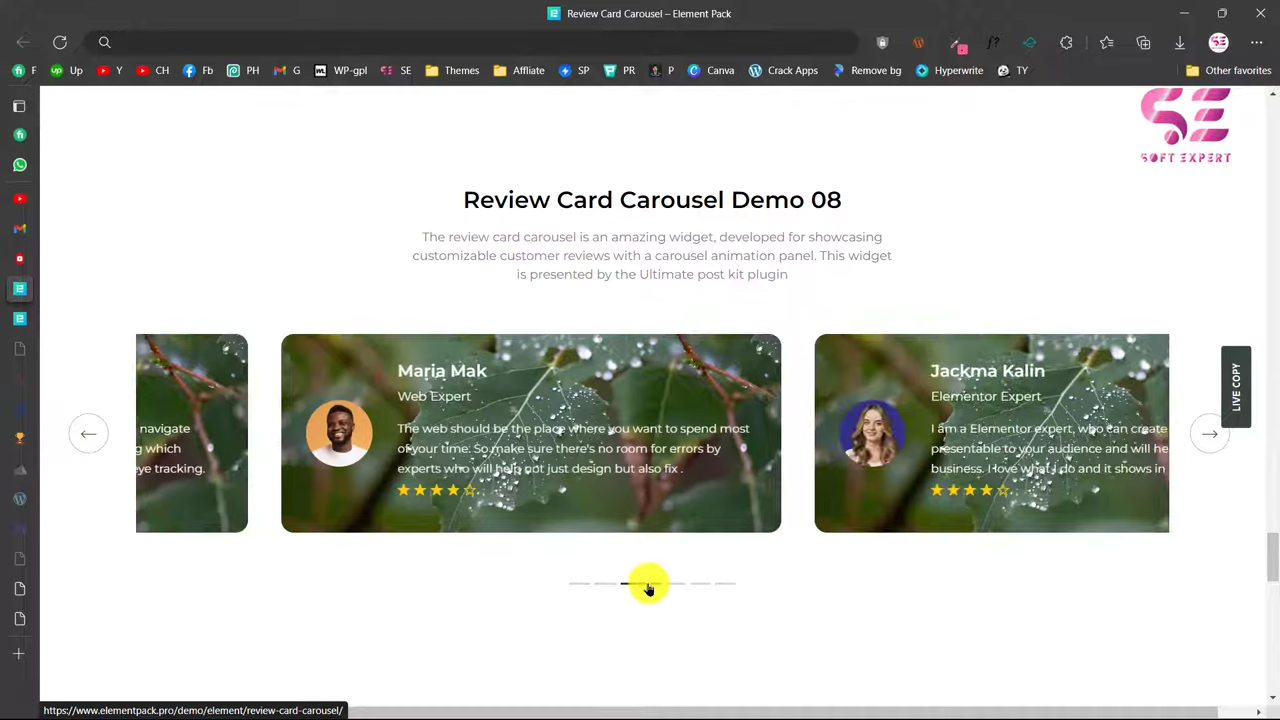 Review Card Carousel – Element Pack
F
Up
Y
CH
Fb
PH
G
WP-gpl
SE
Themes
Affliate
SP
PR
P
Canva
Crack Apps
Remove bg
Hyperwrite
TY
Other favorites
SOFT EXPERT
Review Card Carousel Demo 08
The review card carousel is an amazing widget, developed for showcasing
customizable customer reviews with a carousel animation panel. This widget
is presented by the Ultimate post kit plugin
navigate
g which
eye tracking.
Maria Mak
Web Expert
The web should be the place where you want to spend most
of your time. So make sure there's no room for errors by
experts who will help not just design but also fix .
Jackma Kalin
Elementor Expert
I am a Elementor expert, who can create
presentable to your audience and will he
business. I love what I do and it shows in
LIVE COPY
https://www.elementpack.pro/demo/element/review-card-carousel/